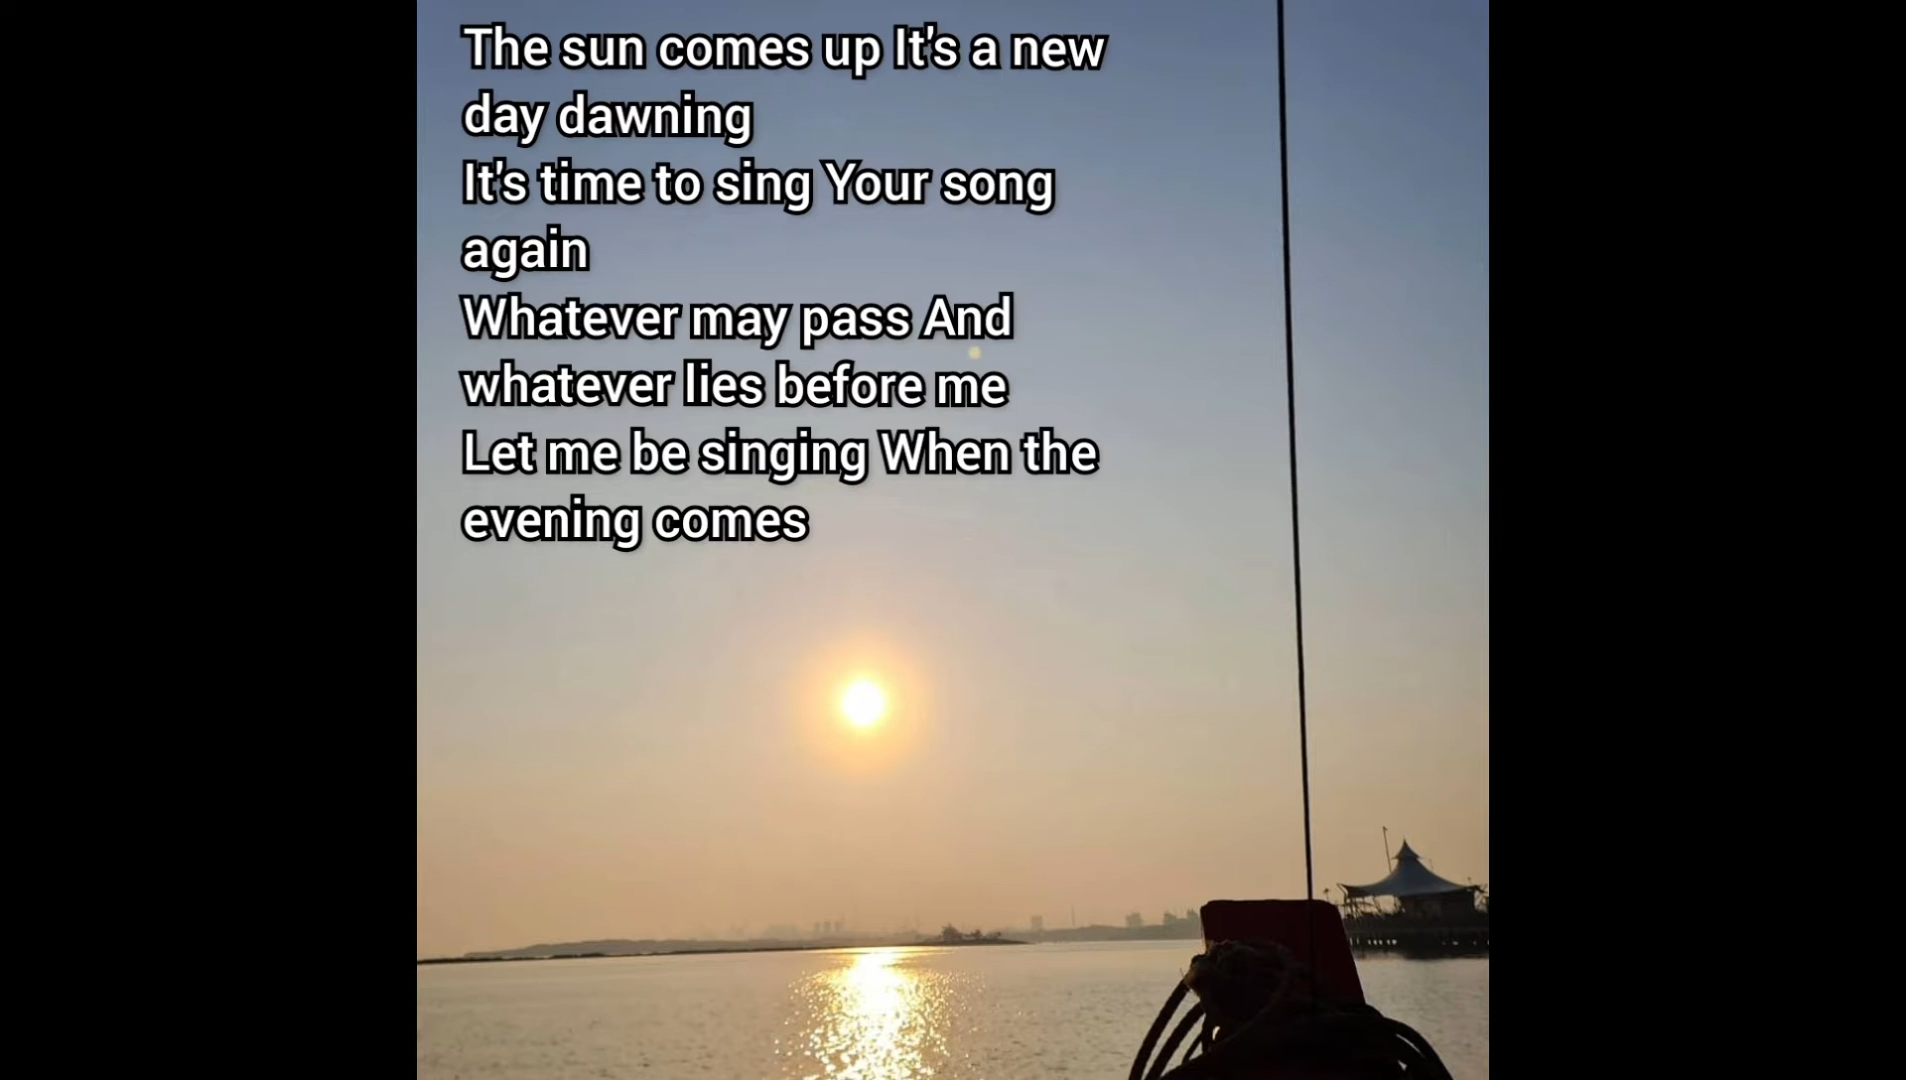 The sun comes up It's a new
day dawning
It's time to sing Your song
again
Whatever may pass And
whatever lies before me
Let me be singing When the
evening comes